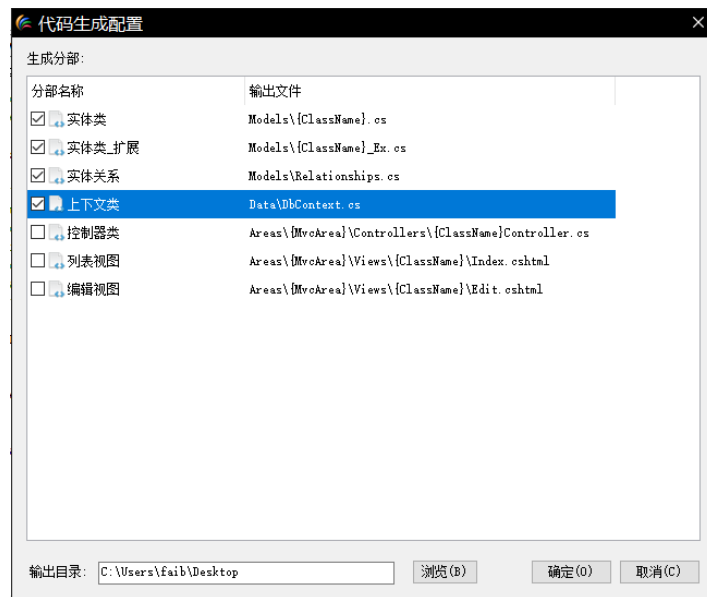 代码生成配置
生成分部:
分部名称 输出文件
实体类 Models\{ClassName}.cs
实体类_扩展 Models\{ClassName}_Ex.cs
实体关系 Models\Relationships.cs
上下文类 Data\DbContext.cs
控制器类 Areas\{MvcArea}\Controllers\{ClassName}Controller.cs
列表视图 Areas\{MvcArea}\Views\{ClassName}\Index.cshtml
编辑视图 Areas\{MvcArea}\Views\{ClassName}\Edit.cshtml
输出目录: C:\Users\faib\Desktop 浏览(B) 确定(O) 取消(C)